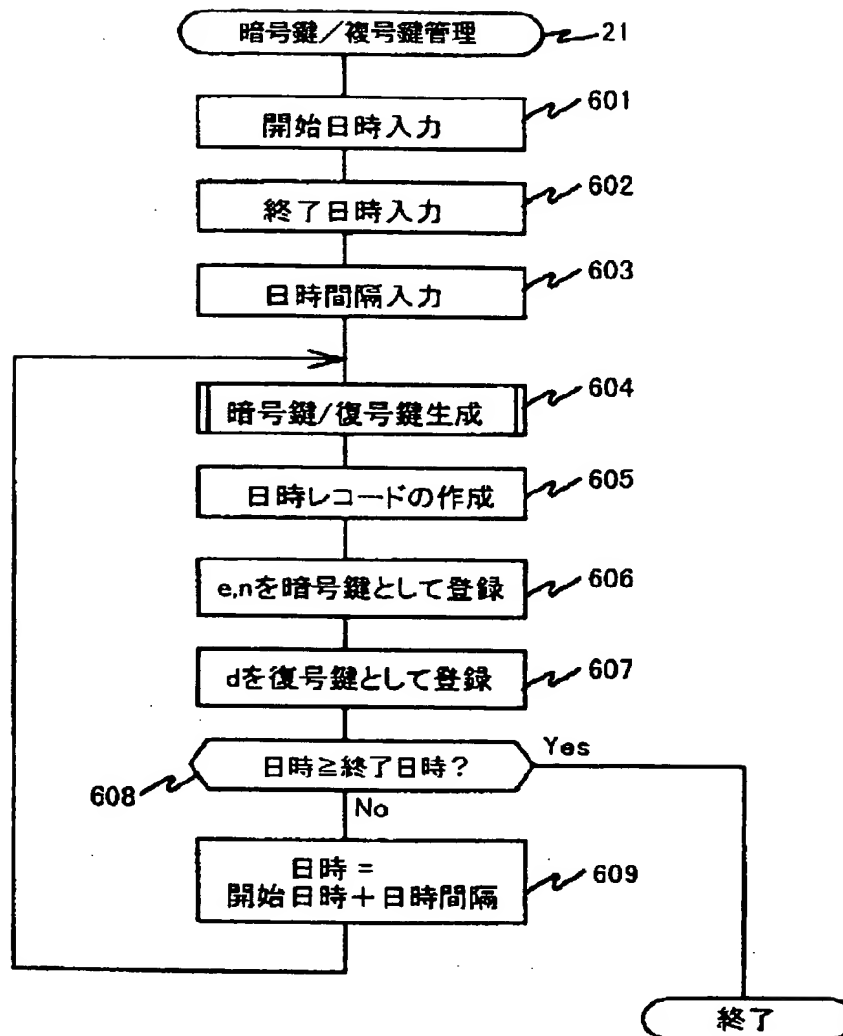 暗号鍵／複号鍵管理
21
開始日時入力
601
終了日時入力
602
日時間隔入力
603
暗号鍵/復号鍵生成
604
日時レコードの作成
605
e,nを暗号鍵として登録
606
dを復号鍵として登録
607
日時≧終了日時?
Yes
608
No
日時 =
開始日時＋日時間隔
609
終了